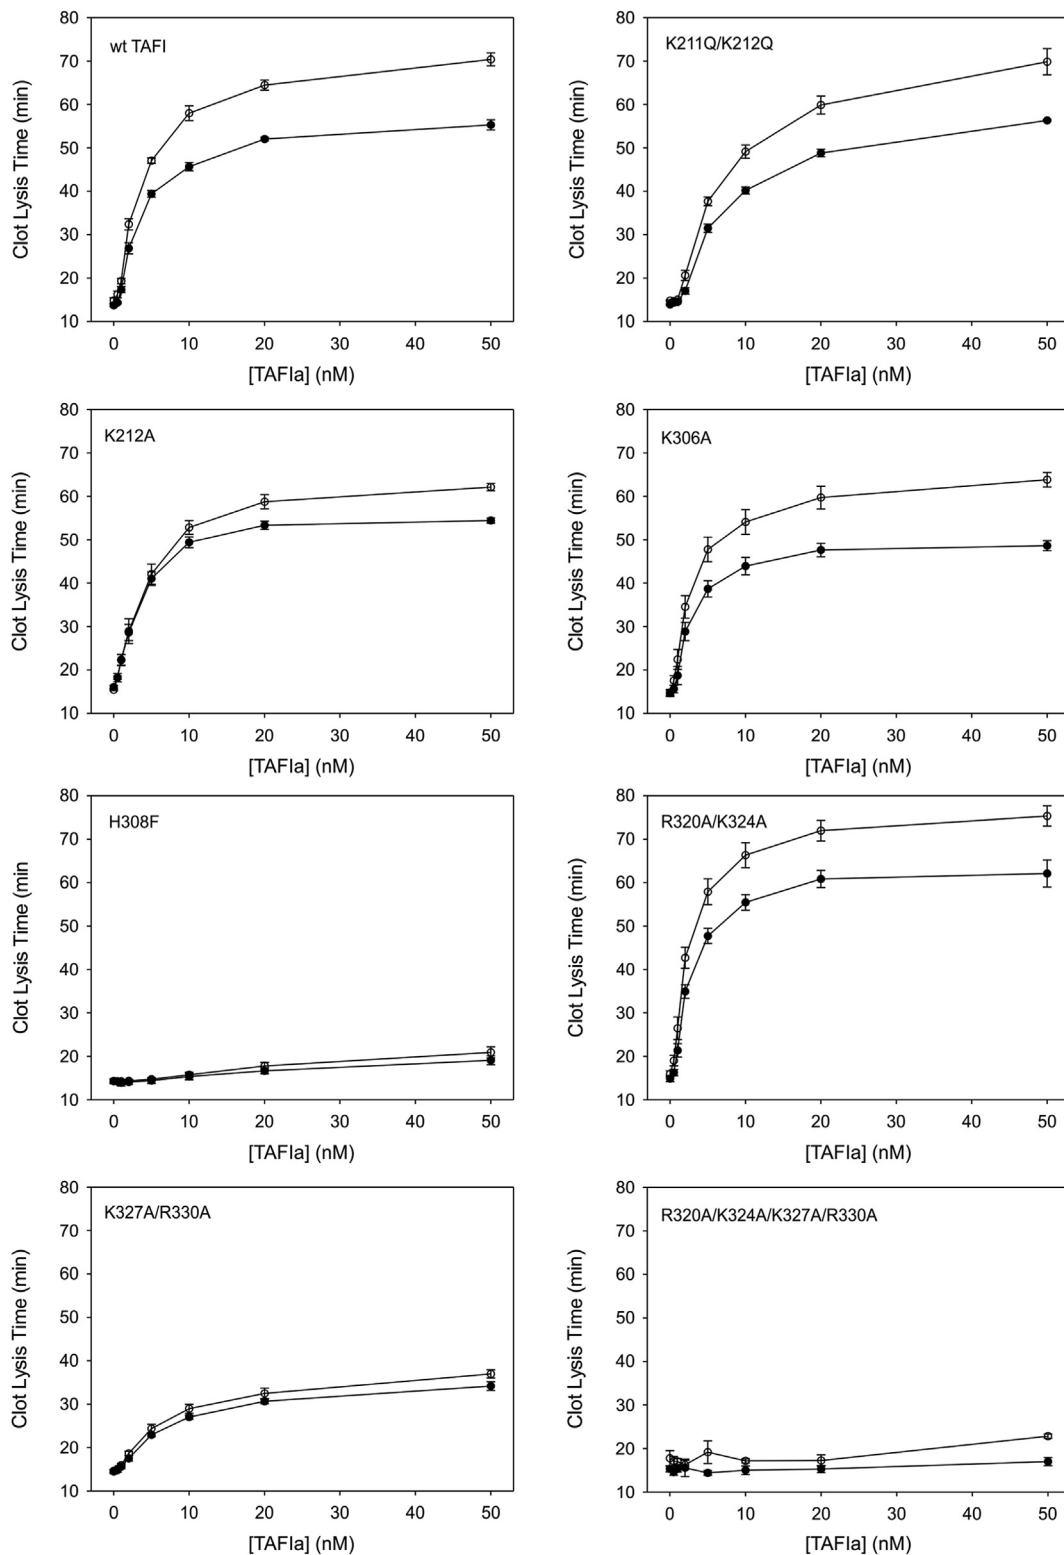 wt TAFI
Clot Lysis Time (min)
80
70
60
50
40
30
20
10
0 10 20 30 40 50
[TAFIa] (nM)
K211Q/K212Q
Clot Lysis Time (min)
80
70
60
50
40
30
20
10
0 10 20 30 40 50
[TAFIa] (nM)
K212A
Clot Lysis Time (min)
80
70
60
50
40
30
20
10
0 10 20 30 40 50
[TAFIa] (nM)
K306A
Clot Lysis Time (min)
80
70
60
50
40
30
20
10
0 10 20 30 40 50
[TAFIa] (nM)
H308F
Clot Lysis Time (min
80
70
60
50
40
30
20
10
0 10 20 30 40 50
[TAFIa] (nM)
R320A/K324A
Clot Lysis Time (min)
80
70
60
50
40
30
20
10
0 10 20 30 40 50
[TAFIa] (nM)
K327A/R330A
Clot Lysis Time (min)
80
70
60
50
40
30
20
10
0 10 20 30 40 50
[TAFIa] (nM)
R320A/K324A/K327A/R330A
Clot Lysis Time (min)
80
70
60
50
40
30
20
10
0 10 20 30 40 50
[TAFIa] (nM)